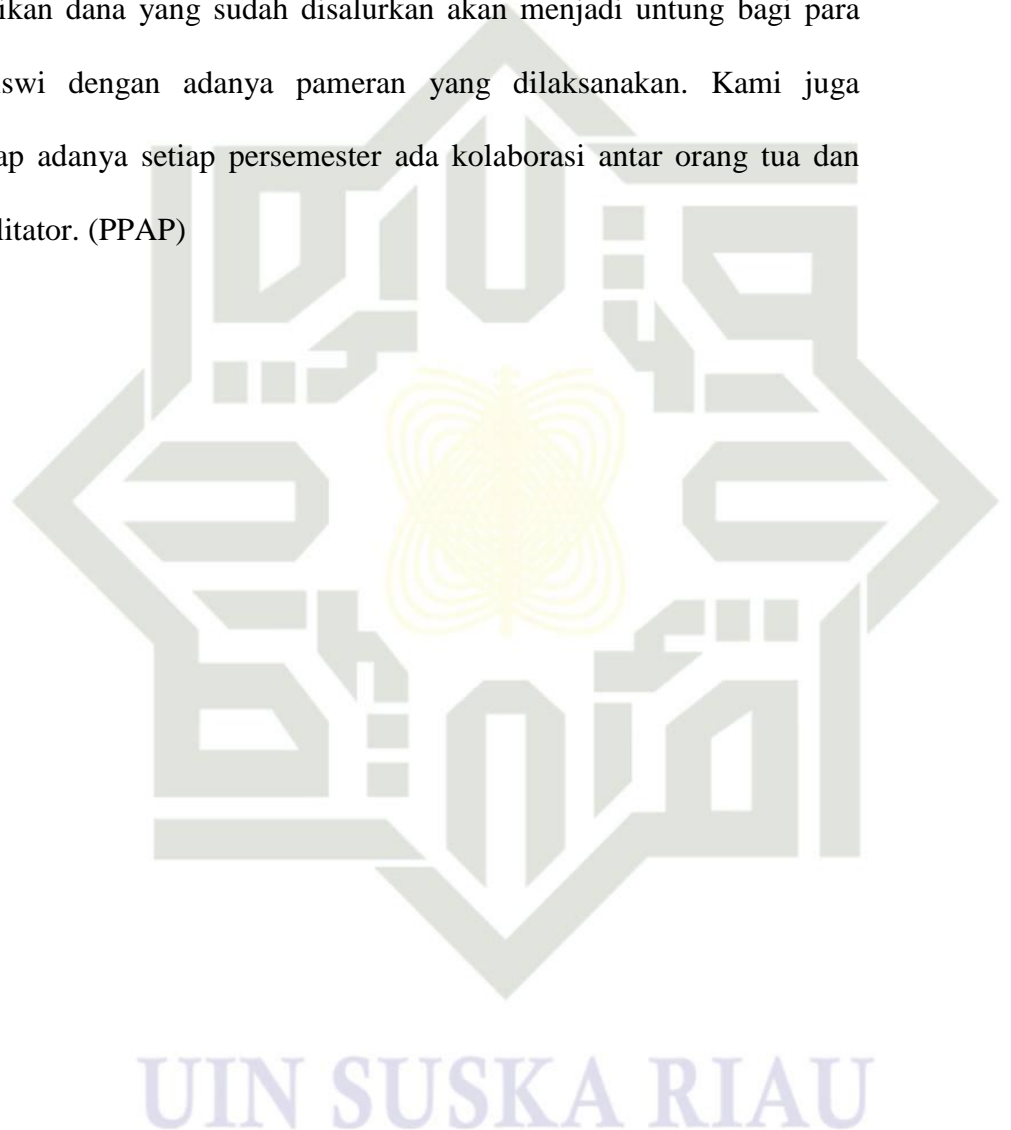 ikan dana yang sudah disalurkan akan menjadi untung bagi para
swi dengan adanya pameran yang dilaksanakan. Kami juga
ap adanya setiap persemester ada kolaborasi antar orang tua dan
litator. (PPAP)
UIN SUSKA RIAU